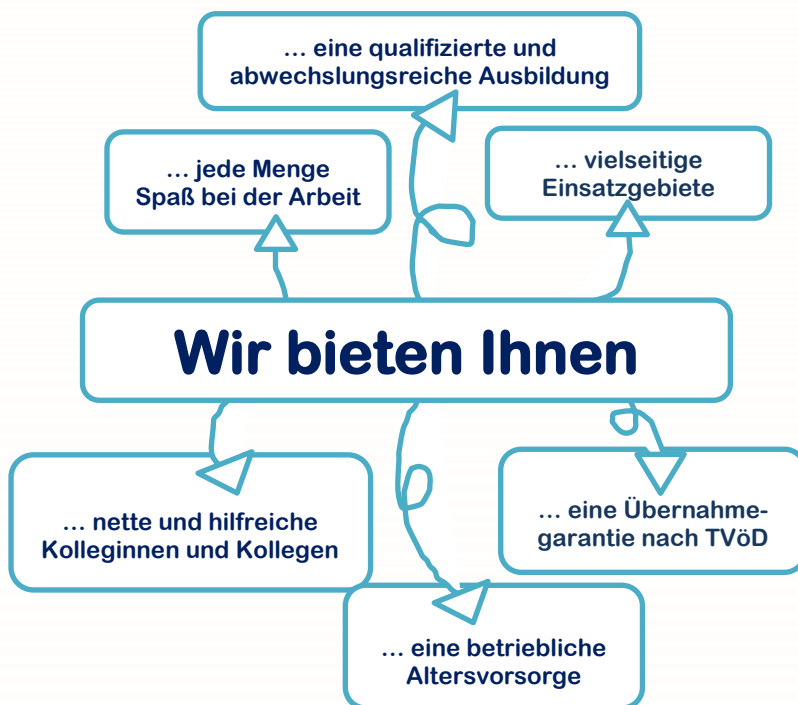 ... eine qualifizierte und
abwechslungsreiche Ausbildung
... jede Menge
Spaß bei der Arbeit
... vielseitige
Einsatzgebiete
Wir bieten Ihnen
... nette und hilfreiche
Kolleginnen und Kollegen
... eine Übernahme-
garantie nach TVöD
... eine betriebliche
Altersvorsorge